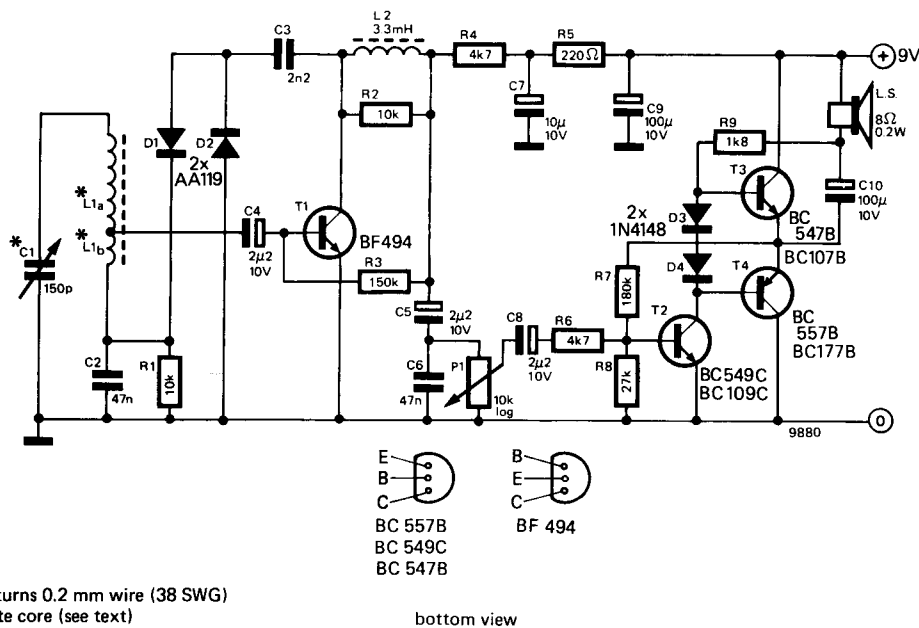 L2
3.3mH
C3
2n2
R4
4k7
R5
220Ω
+
9V
R2
10k
C7
10µ
10V
C9
100µ
10V
L.S.
8Ω
0.2W
R9
1k8
D1
D2
2x
AA119
*
L1a
*
L1b
*
C1
150p
C4
2µ2
10V
T1
BF494
R3
150k
T3
C10
100µ
10V
2x
1N4148
D3
D4
BC
547B
BC107B
R7
180k
T4
C5
2µ2
10V
C8
2µ2
10V
R6
4k7
T2
BC
557B
BC177B
C2
47n
R1
10k
C6
47n
P1
10k
log
R8
27k
BC549C
BC109C
9880
0
E
B
C
BC 557B
BC 549C
BC 547B
B
E
C
BF 494
turns 0.2 mm wire (38 SWG)
te core (see text)
bottom view